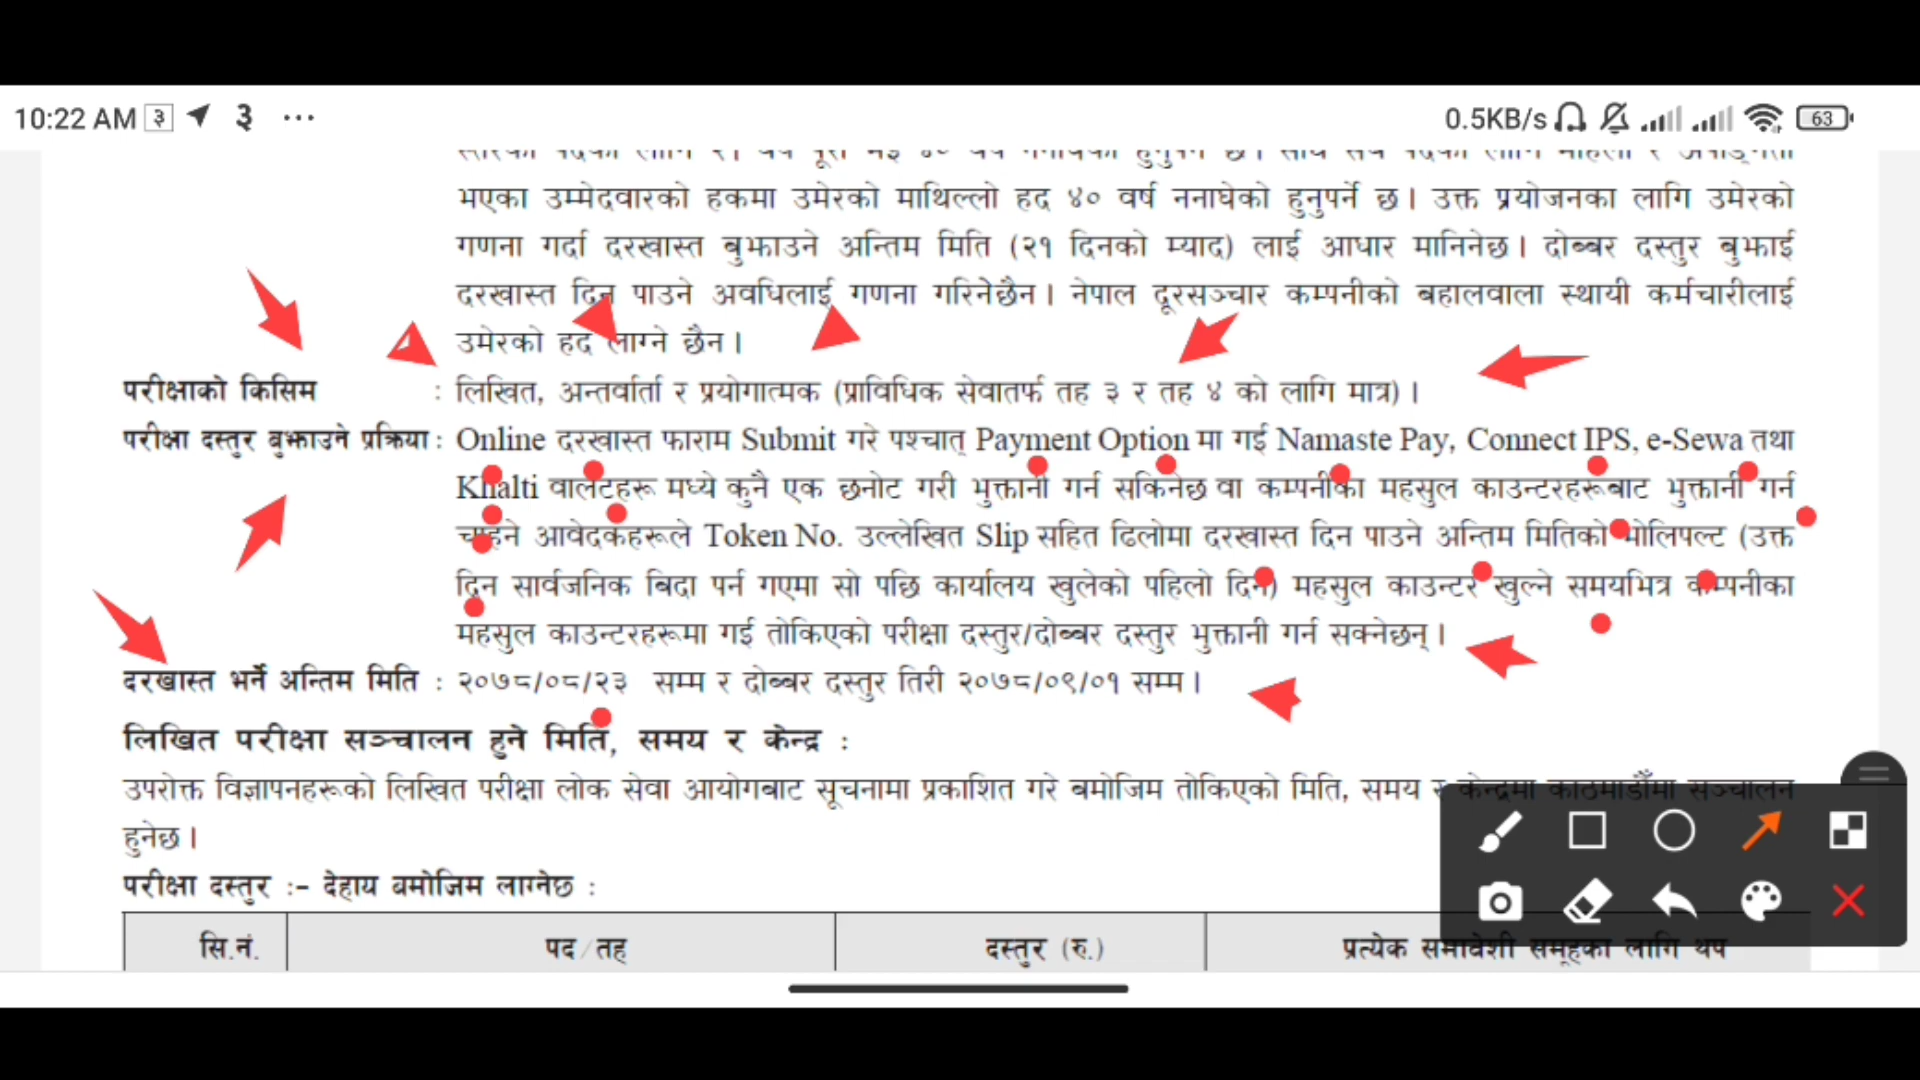 10:22 AM ३ ३ ...
0.5KB/s 63
भएका उम्मेदवारको हकमा उमेरको माथिल्लो हद ४० वर्ष ननाघेको हुनुपर्ने छ। उक्त प्रयोजनका लागि उमेरको
गणना गर्दा दरखास्त बुझाउने अन्तिम मिति (२१ दिनको म्याद) लाई आधार मानिनेछ। दोब्बर दस्तुर बुझाई
दरखास्त दिन पाउने अवधिलाई गणना गरिनेछैन। नेपाल दूरसञ्चार कम्पनीको बहालवाला स्थायी कर्मचारीलाई
उमेरको हद लाग्ने छैन।
परीक्षाको किसिम : लिखित, अन्तर्वार्ता र प्रयोगात्मक (प्राविधिक सेवातर्फ तह ३ र तह ४ को लागि मात्र)।
परीक्षा दस्तुर बुझाउने प्रक्रिया : Online दरखास्त फाराम Submit गरे पश्चात् Payment Option मा गई Namaste Pay, Connect IPS, e-Sewa तथा
Khalti वालेटहरू मध्ये कुनै एक छनोट गरी भुक्तानी गर्न सकिनेछ वा कम्पनीका महसुल काउन्टरहरूबाट भुक्तानी गर्न
चाहने आवेदकहरूले Token No. उल्लेखित Slip सहित ढिलोमा दरखास्त दिन पाउने अन्तिम मितिको भोलिपल्ट (उक्त
दिन सार्वजनिक बिदा पर्न गएमा सो पछि कार्यालय खुलेको पहिलो दिन) महसुल काउन्टर खुल्ने समयभित्र कम्पनीका
महसुल काउन्टरहरूमा गई तोकिएको परीक्षा दस्तुर/दोब्बर दस्तुर भुक्तानी गर्न सक्नेछन्।
दरखास्त भर्ने अन्तिम मिति : २०७८/०८/२३ सम्म र दोब्बर दस्तुर तिरी २०७८/०९/०१ सम्म।
लिखित परीक्षा सञ्चालन हुने मिति, समय र केन्द्र :
उपरोक्त विज्ञापनहरूको लिखित परीक्षा लोक सेवा आयोगबाट सूचनामा प्रकाशित गरे बमोजिम तोकिएको मिति, समय र केन्द्रमा काठमाडौँमा सञ्चालन
हुनेछ।
परीक्षा दस्तुर :– देहाय बमोजिम लाग्नेछ :
सि.नं. पद/तह दस्तुर (रु.) प्रत्येक समावेशी समूहका लागि थप